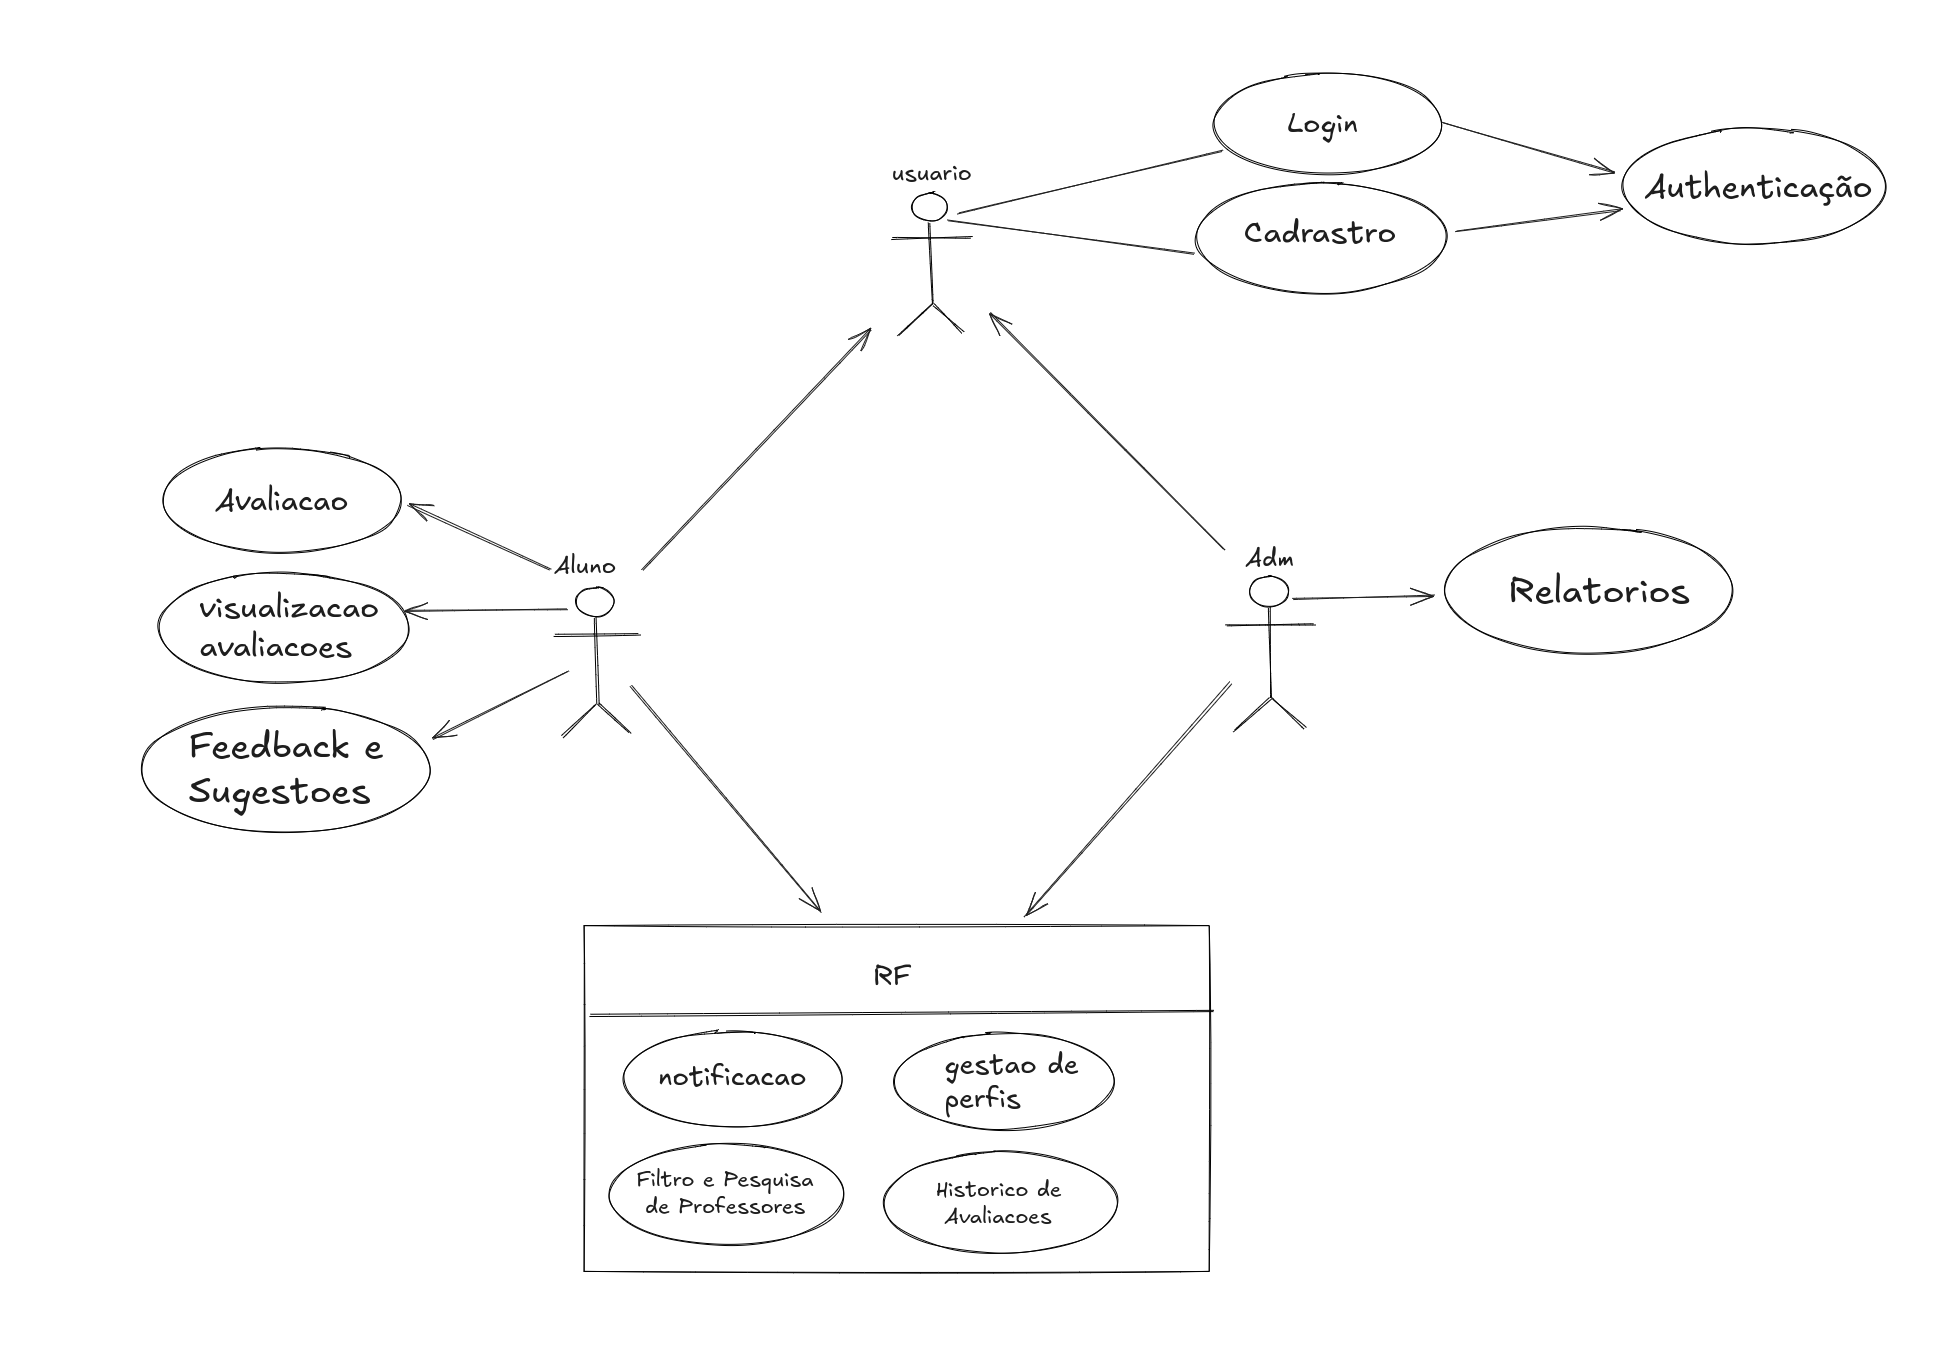 Login
usuario
Authenticação
Cadrastro
Avaliacao
Aluno
Adm
visualizacao
avaliacoes
Relatorios
Feedback e
Sugestoes
RF
notificacao
gestao de
perfis
Filtro e Pesquisa
de Professores
Historico de
Avaliacoes